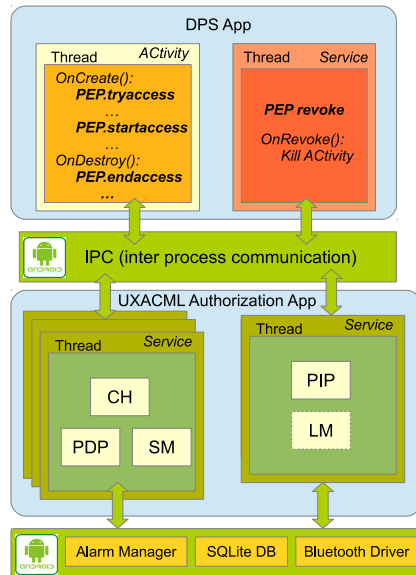 DPS App
Thread ACtivity
OnCreate():
PEP.tryaccess
...
PEP.startaccess
...
OnDestroy():
PEP.endaccess
...
Thread Service
PEP revoke
OnRevoke():
Kill ACtivity
ANDROID
IPC (inter process communication)
UXACML Authorization App
Thread Service
CH
PDP SM
Thread Service
PIP
LM
ANDROID
Alarm Manager SQLite DB Bluetooth Driver